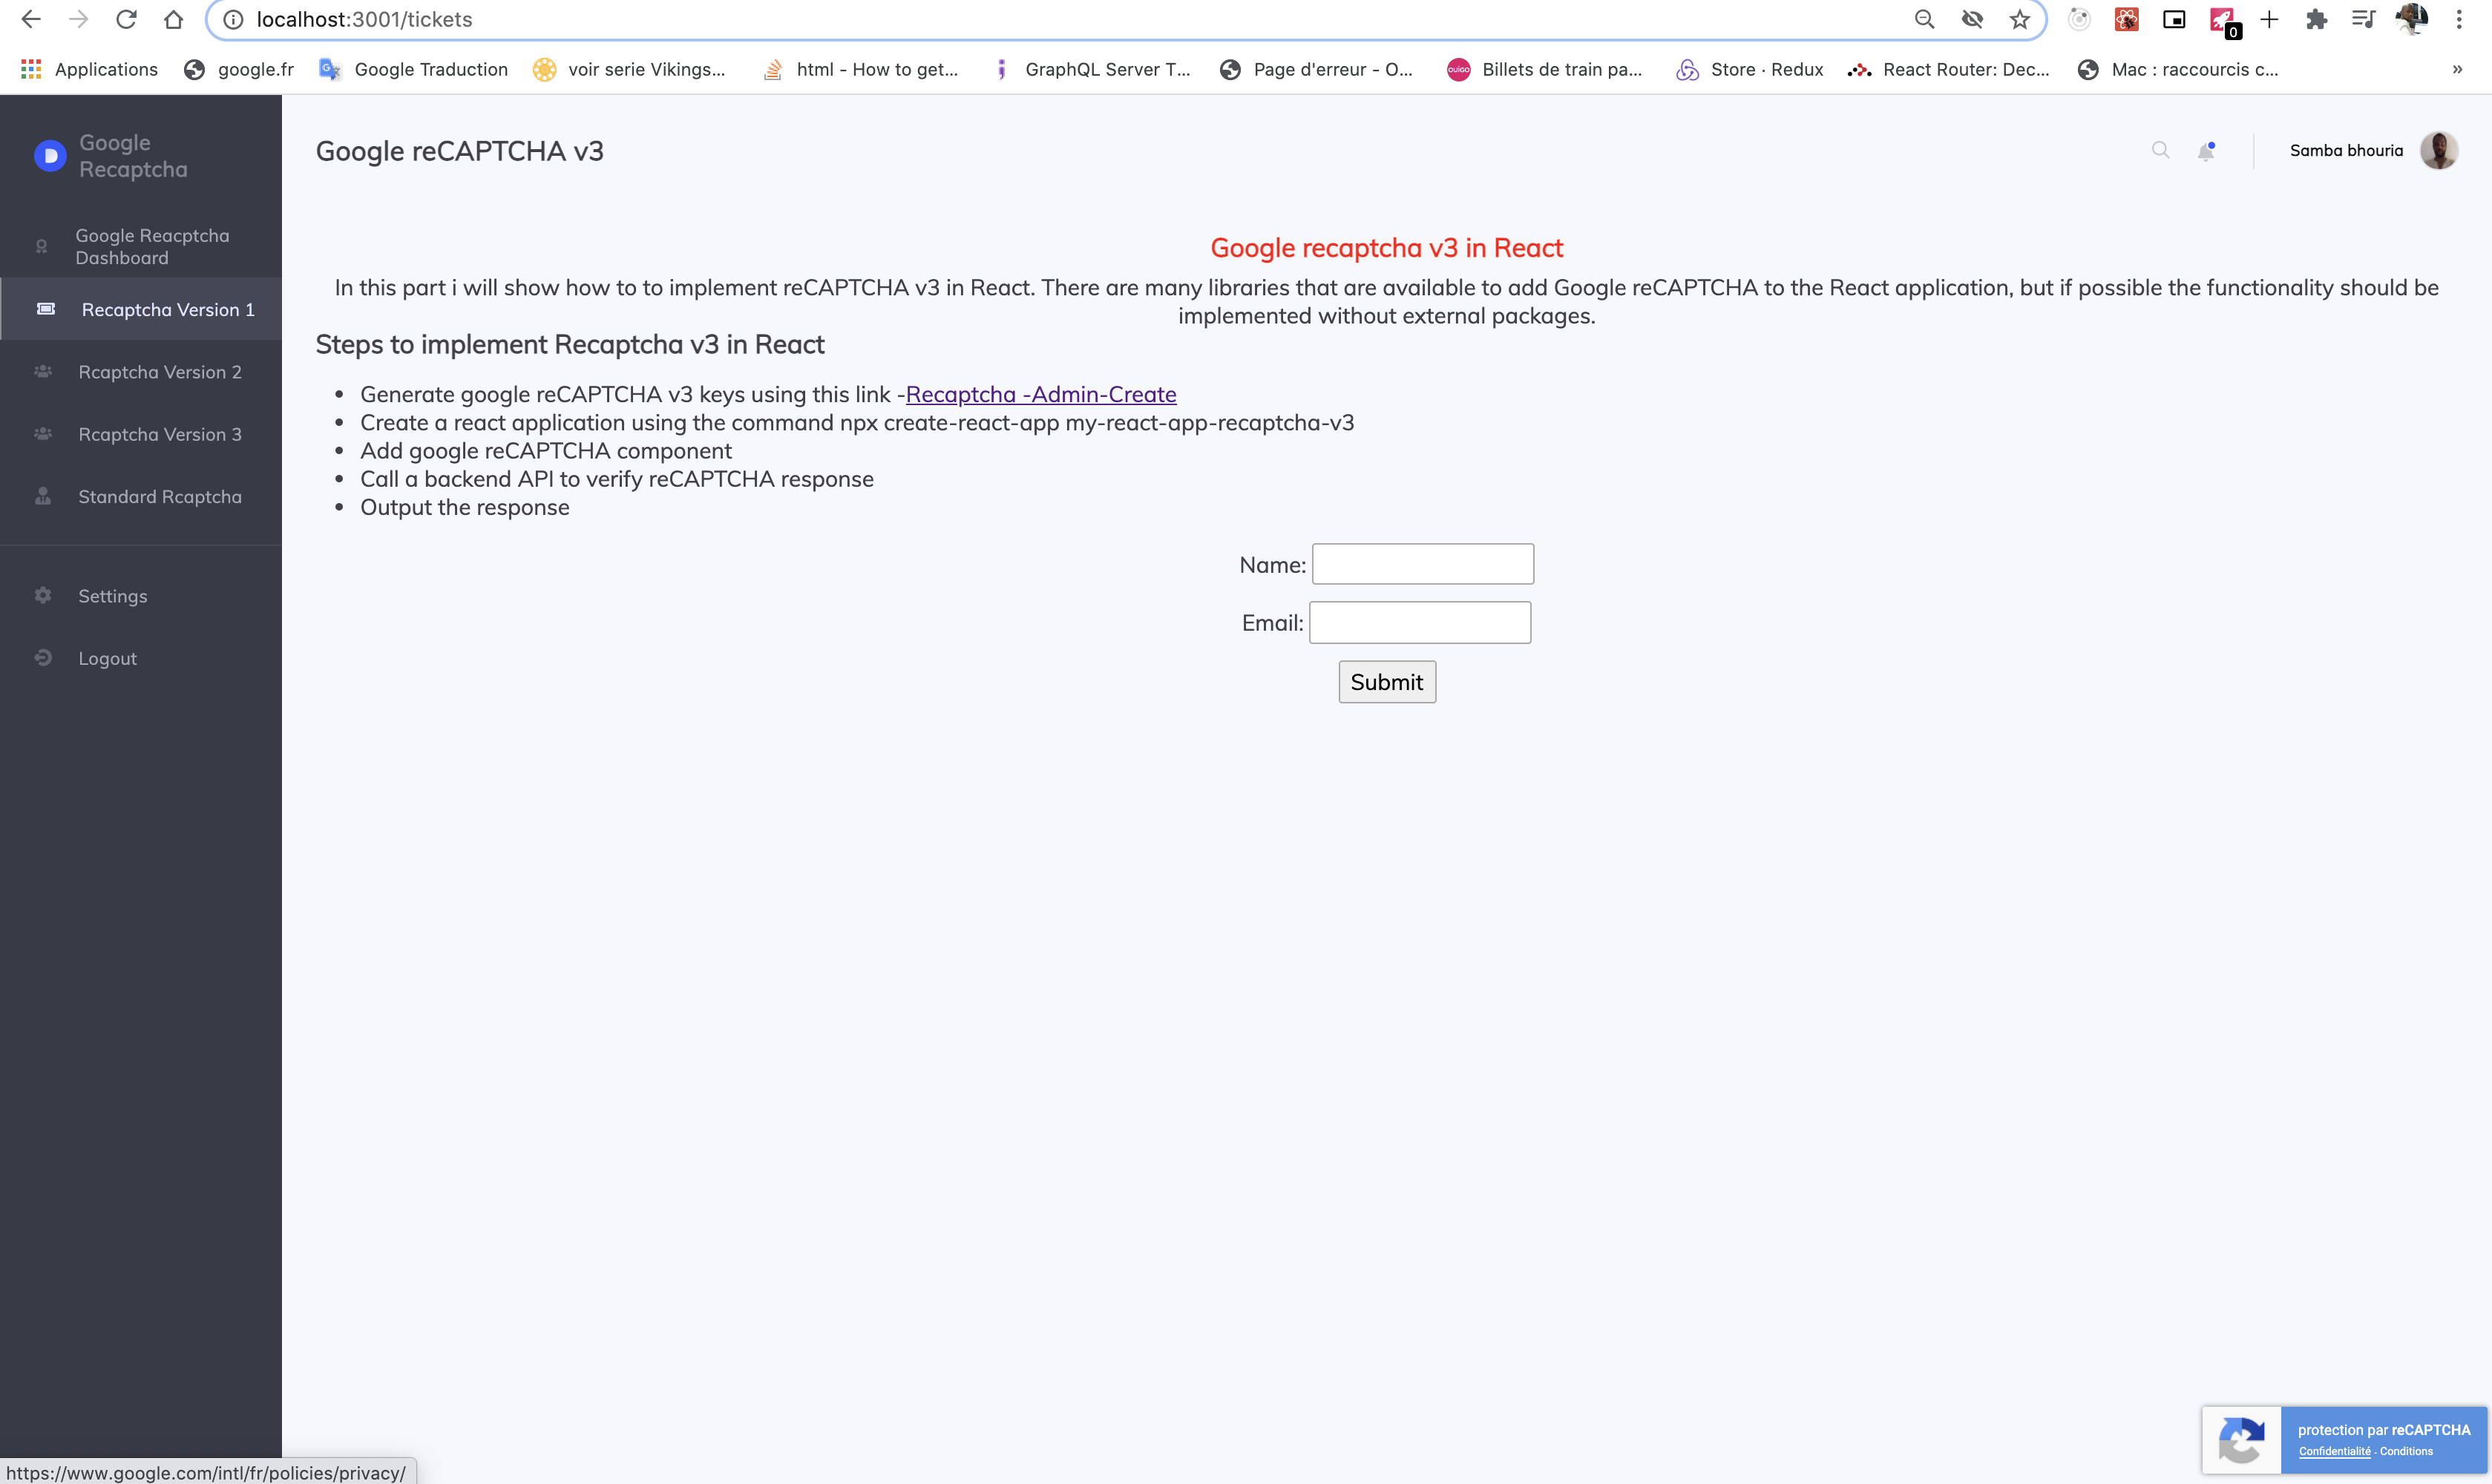 localhost:3001/tickets
0
Applications google.fr Google Traduction voir serie Vikings... html - How to get... GraphQL Server T... Page d'erreur - O... OUIGO Billets de train pa... Store · Redux React Router: Dec... Mac : raccourcis c... »
Google
Recaptcha
Google Reacptcha
Dashboard
Recaptcha Version 1
Rcaptcha Version 2
Rcaptcha Version 3
Standard Rcaptcha
Settings
Logout
Google reCAPTCHA v3
Samba bhouria
Google recaptcha v3 in React
In this part i will show how to to implement reCAPTCHA v3 in React. There are many libraries that are available to add Google reCAPTCHA to the React application, but if possible the functionality should be
implemented without external packages.
Steps to implement Recaptcha v3 in React
• Generate google reCAPTCHA v3 keys using this link -Recaptcha -Admin-Create
• Create a react application using the command npx create-react-app my-react-app-recaptcha-v3
• Add google reCAPTCHA component
• Call a backend API to verify reCAPTCHA response
• Output the response
Name:
Email:
Submit
protection par reCAPTCHA
Confidentialité - Conditions
https://www.google.com/intl/fr/policies/privacy/